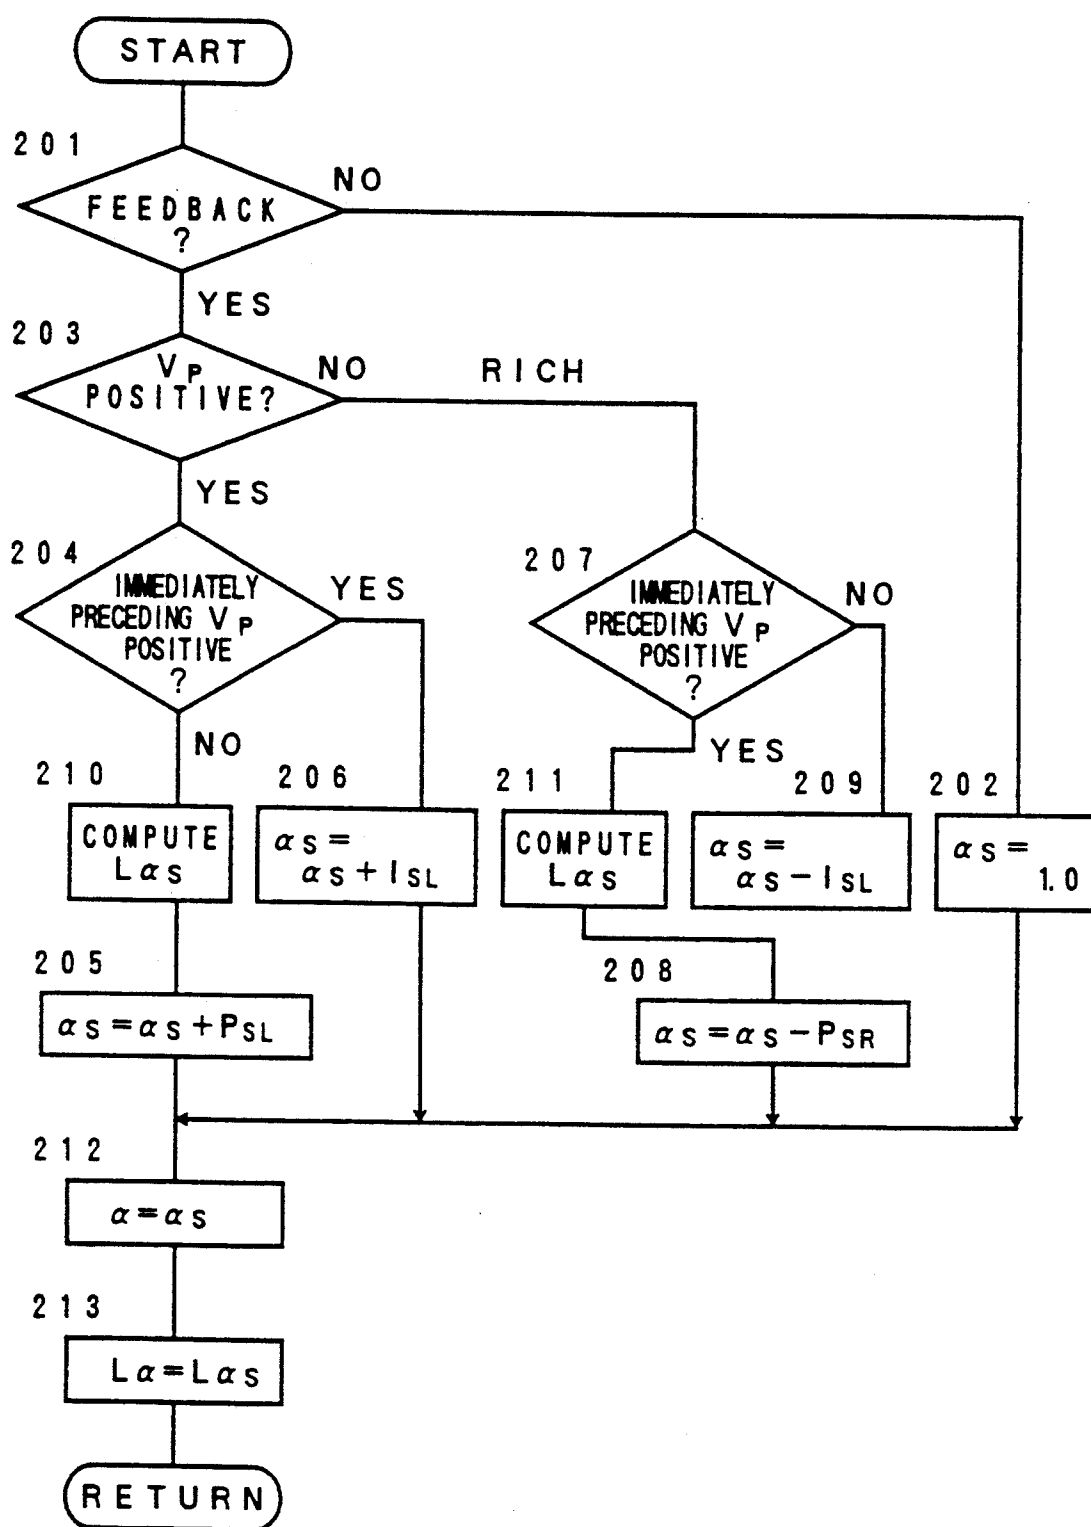 START
201
NO
FEEDBACK
?
YES
203
VP
POSITIVE?
NO
RICH
YES
204
IMMEDIATELY
PRECEDING VP
POSITIVE
?
YES
207
IMMEDIATELY
PRECEDING VP
POSITIVE
?
NO
NO
YES
210
COMPUTE
LαS
206
αS=
αS+ISL
211
COMPUTE
LαS
209
αS=
αS−ISL
202
αS=
1.0
205
αS=αS+PSL
208
αS=αS−PSR
212
α=αS
213
Lα=LαS
RETURN